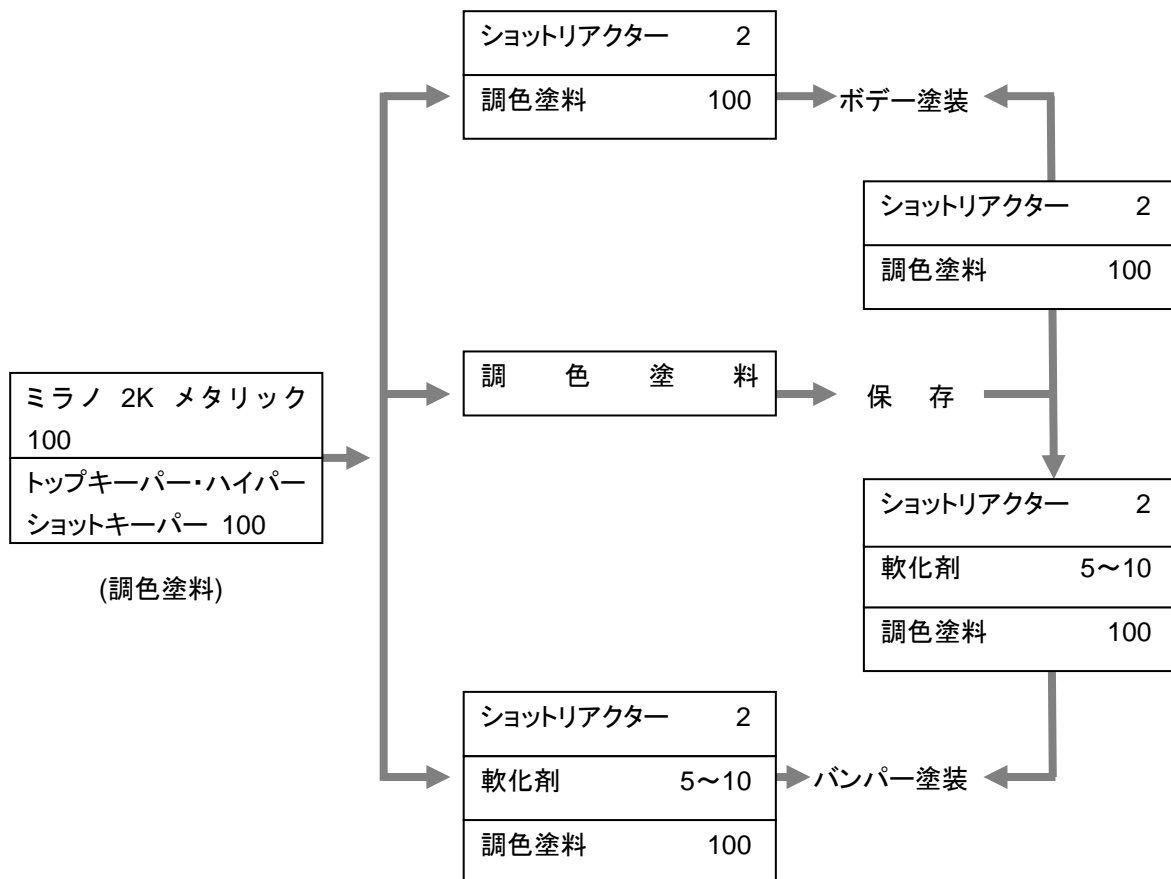 ショットリアクター 2
調色塗料 100
ボデー塗装
ショットリアクター 2
調色塗料 100
調色塗料
保存
ミラノ 2K メタリック
100
トップキーパー・ハイパー
ショットキーパー 100
(調色塗料)
ショットリアクター 2
軟化剤 5～10
調色塗料 100
ショットリアクター 2
軟化剤 5～10
調色塗料 100
バンパー塗装